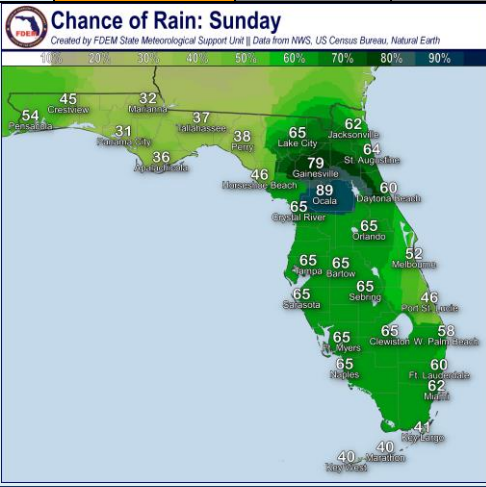 FDEM
Chance of Rain: Sunday
Created by FDEM State Meteorological Support Unit || Data from NWS, US Census Bureau, Natural Earth
10% 20% 30% 40% 50% 60% 70% 80% 90%
54
Pensacola
45
Crestview
32
Marianna
31
Panama City
37
Tallahassee
36
Apalachicola
38
Perry
65
Lake City
62
Jacksonville
64
St. Augustine
79
Gainesville
46
Horseshoe Beach
89
Ocala
60
Daytona Beach
65
Crystal River
65
Orlando
52
Melbourne
65
Tampa
65
Bartow
65
Sebring
65
Sarasota
46
Port St. Lucie
65
Ft. Myers
65
Clewiston
58
W. Palm Beach
65
Naples
60
Ft. Lauderdale
62
Miami
41
Key Largo
40
Marathon
40
Key West